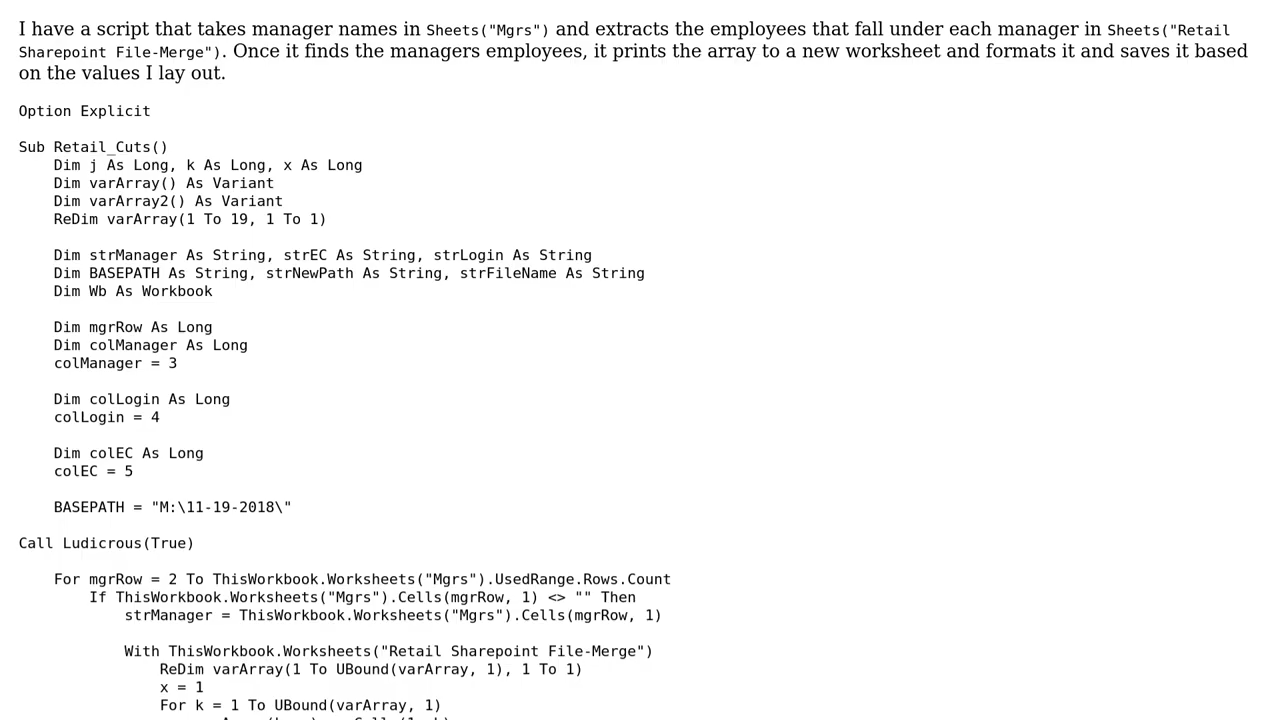 I have a script that takes manager names in Sheets("Mgrs") and extracts the employees that fall under each manager in Sheets("Retail
Sharepoint File-Merge"). Once it finds the managers employees, it prints the array to a new worksheet and formats it and saves it based
on the values I lay out.
Option Explicit
Sub Retail_Cuts()
    Dim j As Long, k As Long, x As Long
    Dim varArray() As Variant
    Dim varArray2() As Variant
    ReDim varArray(1 To 19, 1 To 1)
    Dim strManager As String, strEC As String, strLogin As String
    Dim BASEPATH As String, strNewPath As String, strFileName As String
    Dim Wb As Workbook
    Dim mgrRow As Long
    Dim colManager As Long
    colManager = 3
    Dim colLogin As Long
    colLogin = 4
    Dim colEC As Long
    colEC = 5
    BASEPATH = "M:\11-19-2018\"
Call Ludicrous(True)
    For mgrRow = 2 To ThisWorkbook.Worksheets("Mgrs").UsedRange.Rows.Count
        If ThisWorkbook.Worksheets("Mgrs").Cells(mgrRow, 1) <> "" Then
            strManager = ThisWorkbook.Worksheets("Mgrs").Cells(mgrRow, 1)
            With ThisWorkbook.Worksheets("Retail Sharepoint File-Merge")
                ReDim varArray(1 To UBound(varArray, 1), 1 To 1)
                x = 1
                For k = 1 To UBound(varArray, 1)